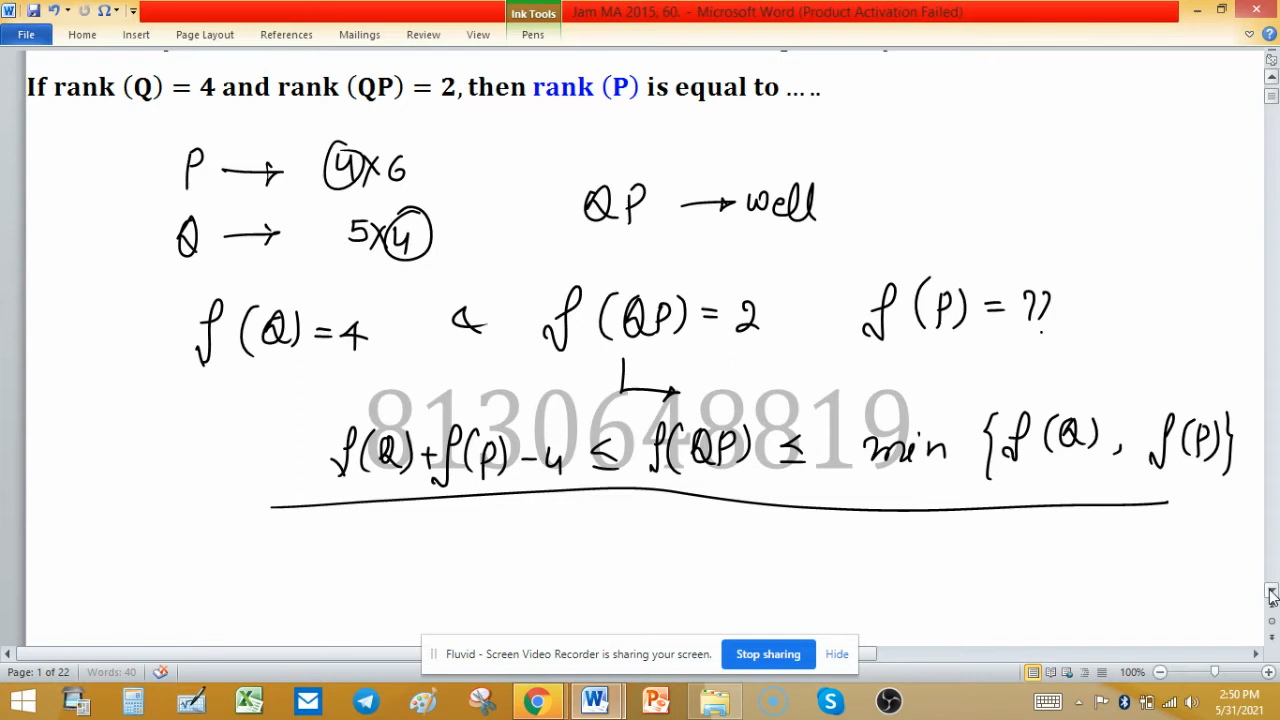 Ink Tools
Jam MA 2015, 60. - Microsoft Word (Product Activation Failed)
File Home Insert Page Layout References Mailings Review View Pens
If rank (Q) = 4 and rank (QP) = 2, then rank (P) is equal to … ..
P → 4×6
QP → well
Q → 5×4
ρ(Q) = 4 & ρ(QP) = 2 ρ(P) = ??
8130648819
ρ(Q)+ρ(P)-4 ≤ ρ(QP) ≤ min {ρ(Q), ρ(P)}
Fluvid - Screen Video Recorder is sharing your screen. Stop sharing Hide
Page: 1 of 22 Words: 40 100%
2:50 PM
5/31/2021